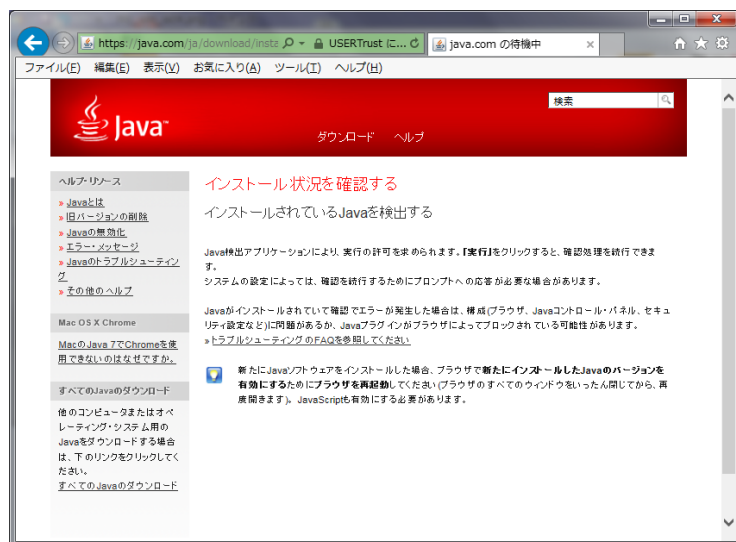 https://java.com/ja/download/insta
USERTrust に...
java.com の待機中
ファイル(F) 編集(E) 表示(V) お気に入り(A) ツール(T) ヘルプ(H)
Java™
検索
ダウンロード ヘルプ
ヘルプ・リソース
» Javaとは
» 旧バージョンの削除
» Javaの無効化
» エラー・メッセージ
» Javaのトラブルシューティン
グ
» その他のヘルプ
Mac OS X Chrome
MacのJava 7でChromeを使
用できないのはなぜですか。
すべてのJavaのダウンロード
他のコンピュータまたはオペ
レーティング・システム用の
Javaをダウンロードする場合
は、下のリンクをクリックしてく
ださい。
すべてのJavaのダウンロード
インストール状況を確認する
インストールされているJavaを検出する
Java検出アプリケーションにより、実行の許可を求められます。「実行」をクリックすると、確認処理を続行できま
す。
システムの設定によっては、確認を続行するためにプロンプトへの応答が必要な場合があります。
Javaがインストールされていて確認でエラーが発生した場合は、構成(ブラウザ、Javaコントロール・パネル、セキュ
リティ設定など)に問題があるか、Javaプラグインがブラウザによってブロックされている可能性があります。
» トラブルシューティングのFAQを参照してください
新たにJavaソフトウェアをインストールした場合、ブラウザで新たにインストールしたJavaのバージョンを
有効にするためにブラウザを再起動してください(ブラウザのすべてのウィンドウをいったん閉じてから、再
度開きます)。JavaScriptも有効にする必要があります。